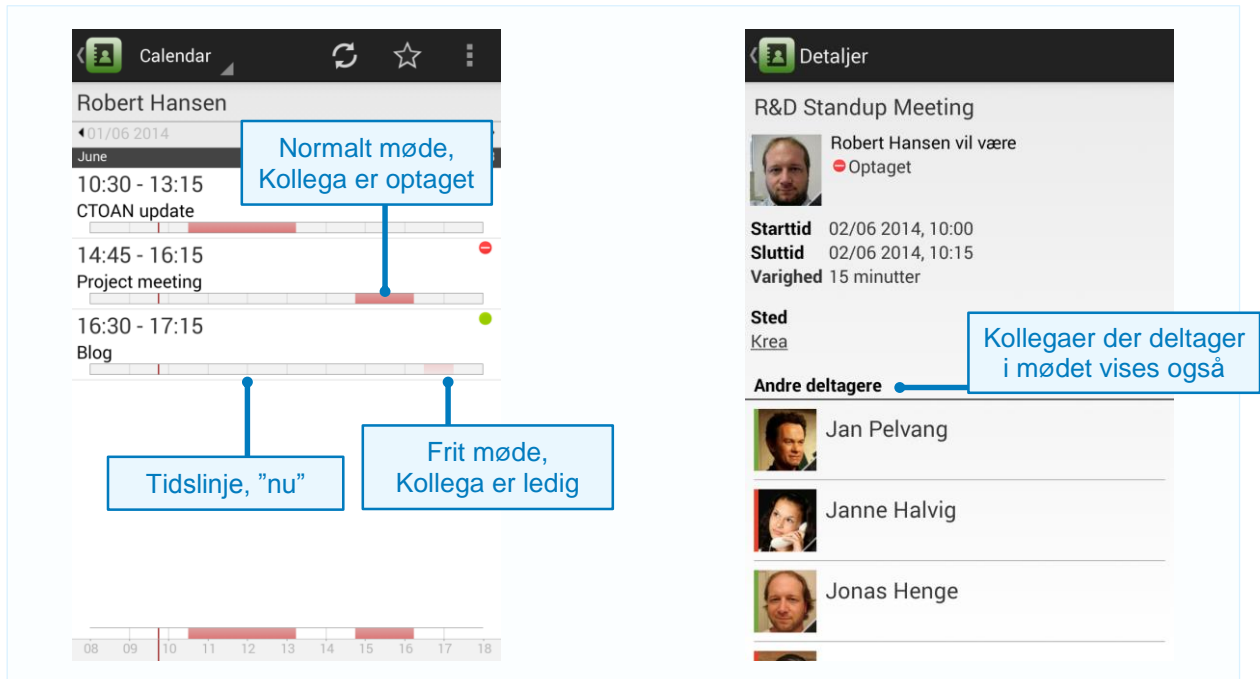 Calendar
Robert Hansen
01/06 2014
June
Normalt møde,
Kollega er optaget
10:30 - 13:15
CTOAN update
14:45 - 16:15
Project meeting
16:30 - 17:15
Blog
Tidslinje, ”nu”
Frit møde,
Kollega er ledig
08 09 10 11 12 13 14 15 16 17 18
Detaljer
R&D Standup Meeting
Robert Hansen vil være
Optaget
Starttid 02/06 2014, 10:00
Sluttid 02/06 2014, 10:15
Varighed 15 minutter
Sted
Krea
Kollegaer der deltager
i mødet vises også
Andre deltagere
Jan Pelvang
Janne Halvig
Jonas Henge